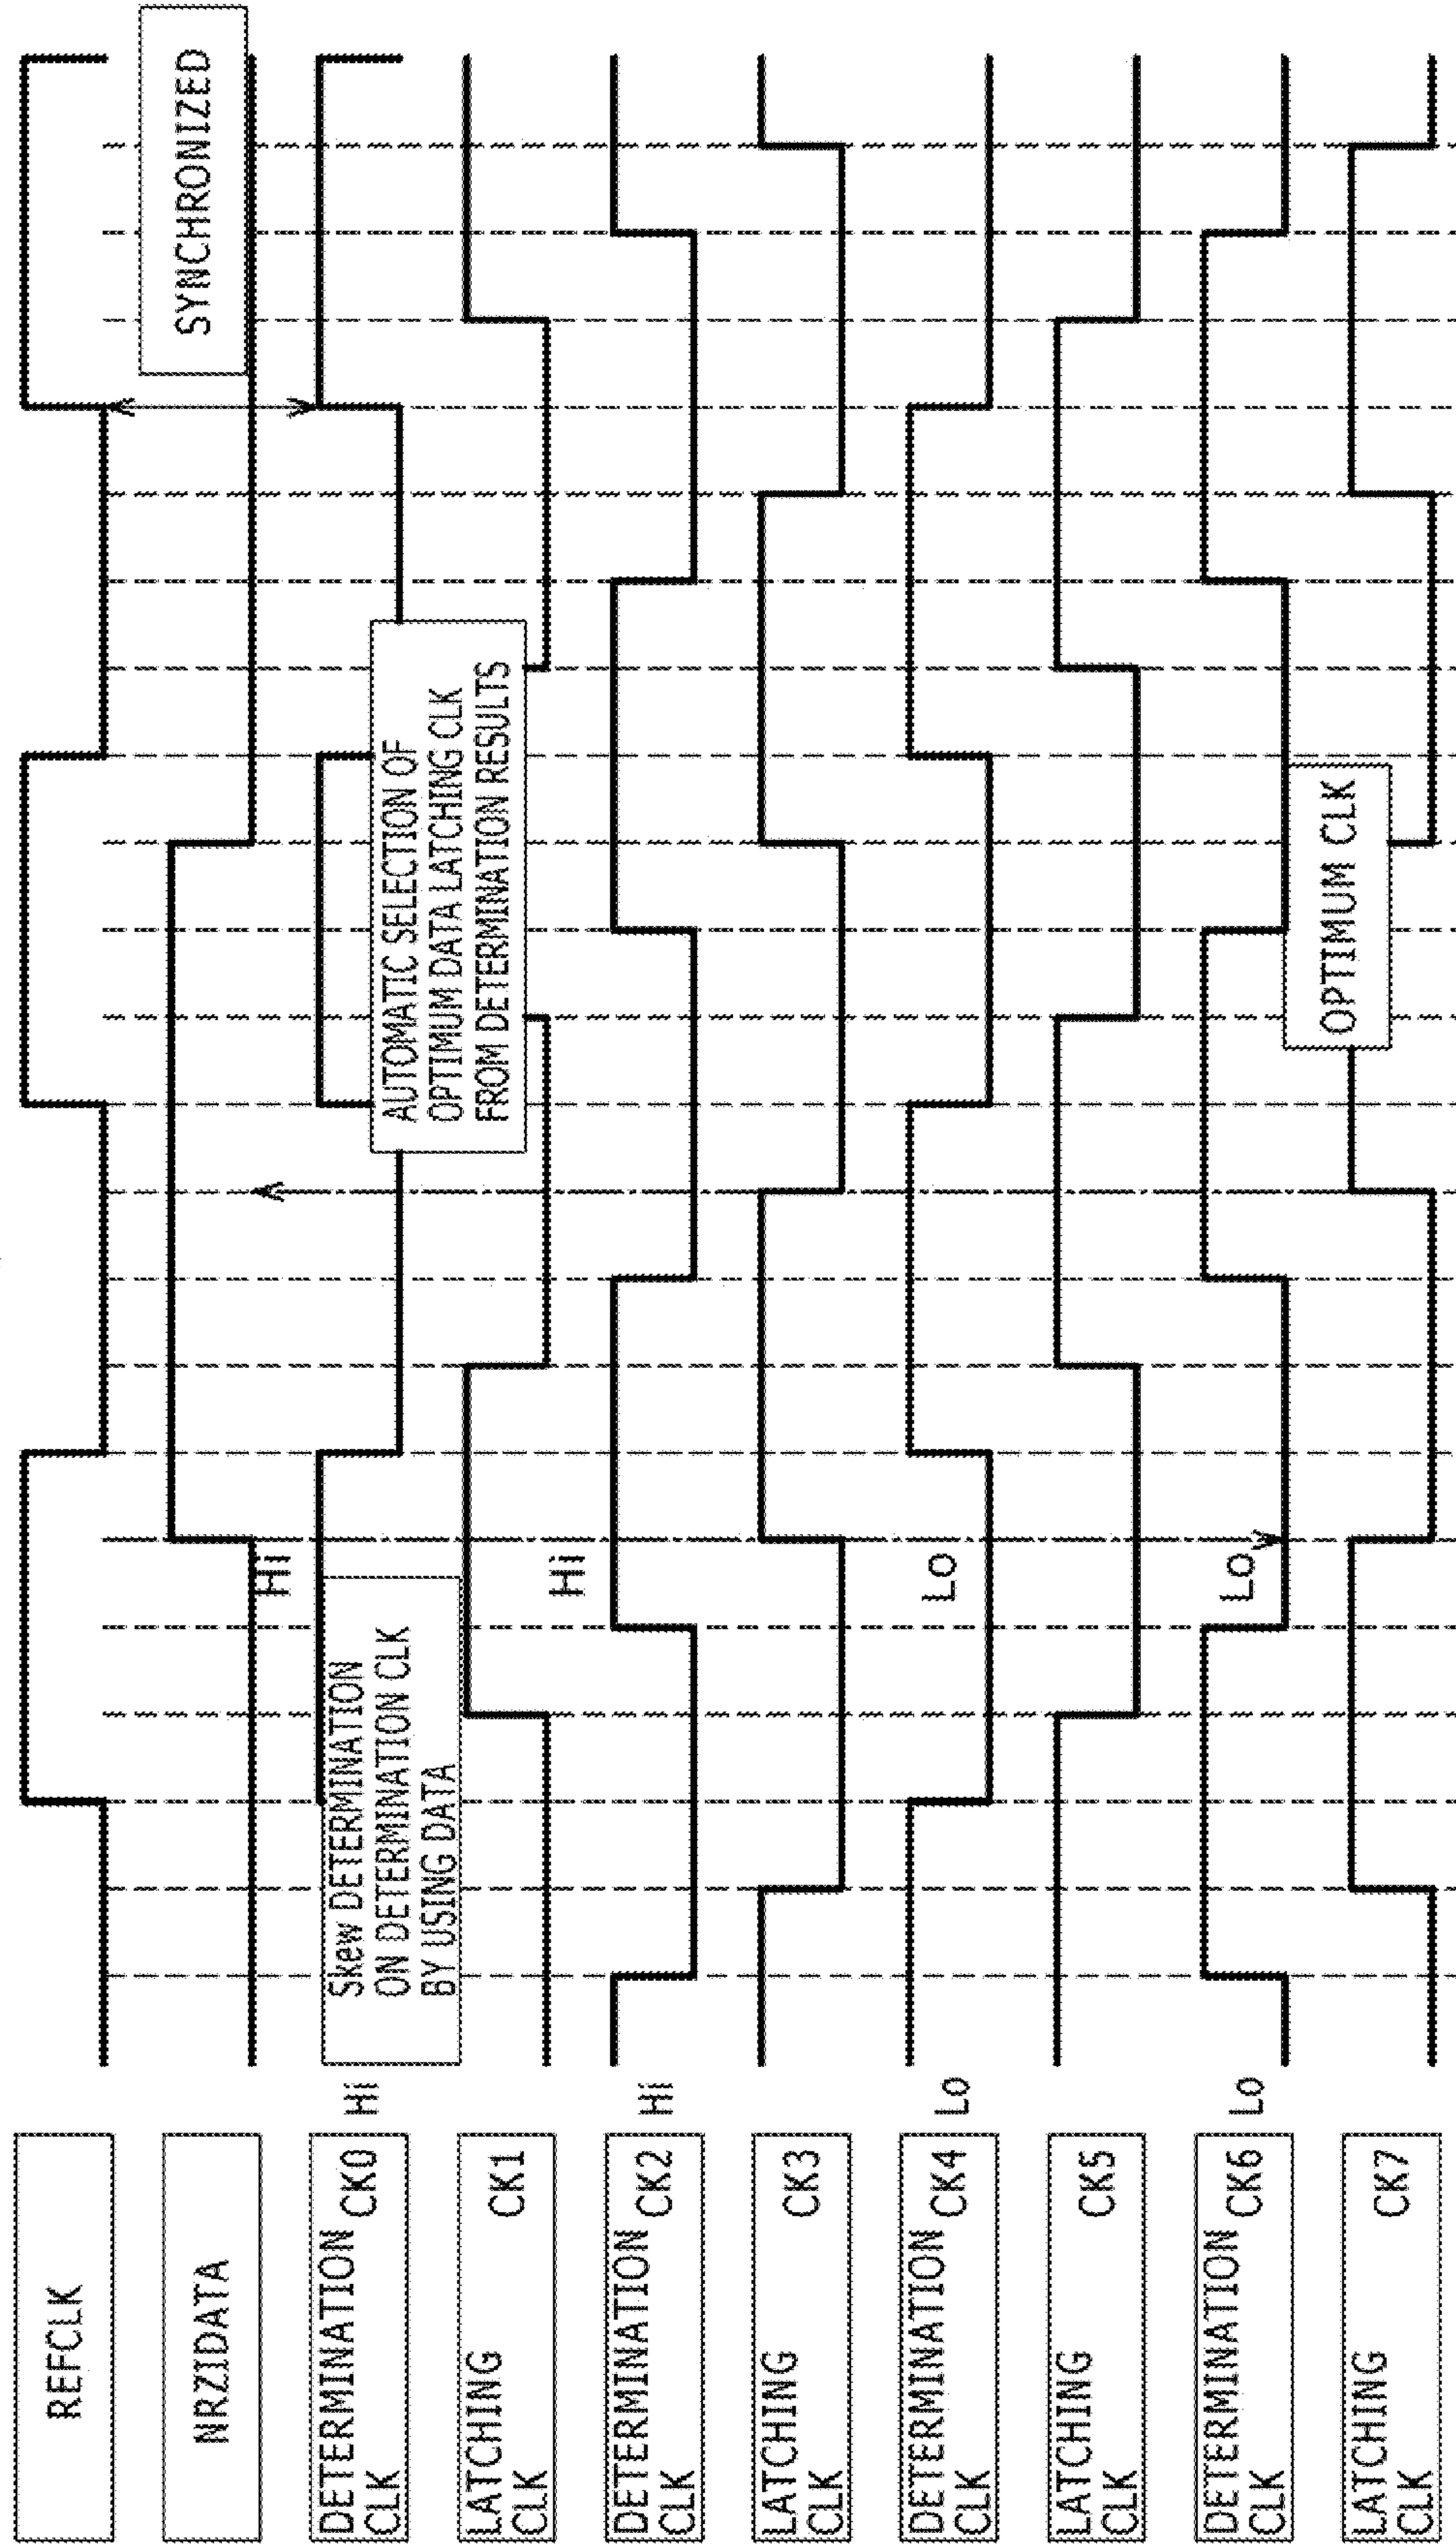 REFCLK
NRZIDATA
DETERMINATION
CLK
CK0
Hi
LATCHING
CLK
CK1
DETERMINATION
CLK
CK2
Hi
LATCHING
CLK
CK3
DETERMINATION
CLK
CK4
Lo
LATCHING
CLK
CK5
DETERMINATION
CLK
CK6
Lo
LATCHING
CLK
CK7
SYNCHRONIZED
Hi
Skew DETERMINATION
ON DETERMINATION CLK
BY USING DATA
AUTOMATIC SELECTION OF
OPTIMUM DATA LATCHING CLK
FROM DETERMINATION RESULTS
Hi
Lo
Lo
OPTIMUM CLK